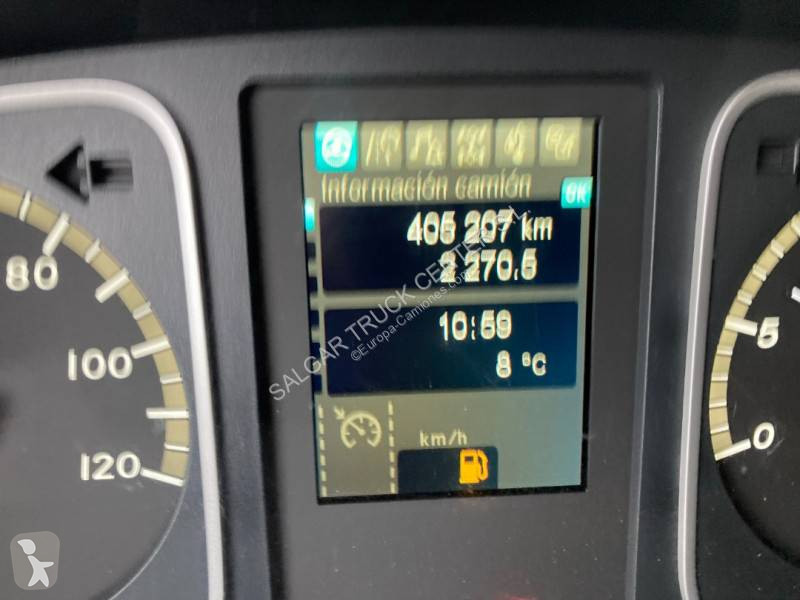 Información camión
OK
405 207 km
2 270.5
10:59
8 °C
km/h
80
100
120
5
0
SALGAR TRUCK CENTER S.L.
©Europa-Camiones.com